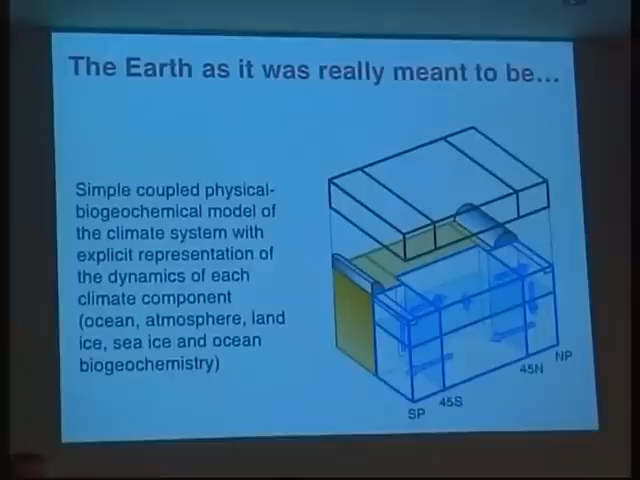 The Earth as it was really meant to be...
Simple coupled physical-
biogeochemical model of
the climate system with
explicit representation of
the dynamics of each
climate component
(ocean, atmosphere, land
ice, sea ice and ocean
biogeochemistry)
NP
45N
45S
SP